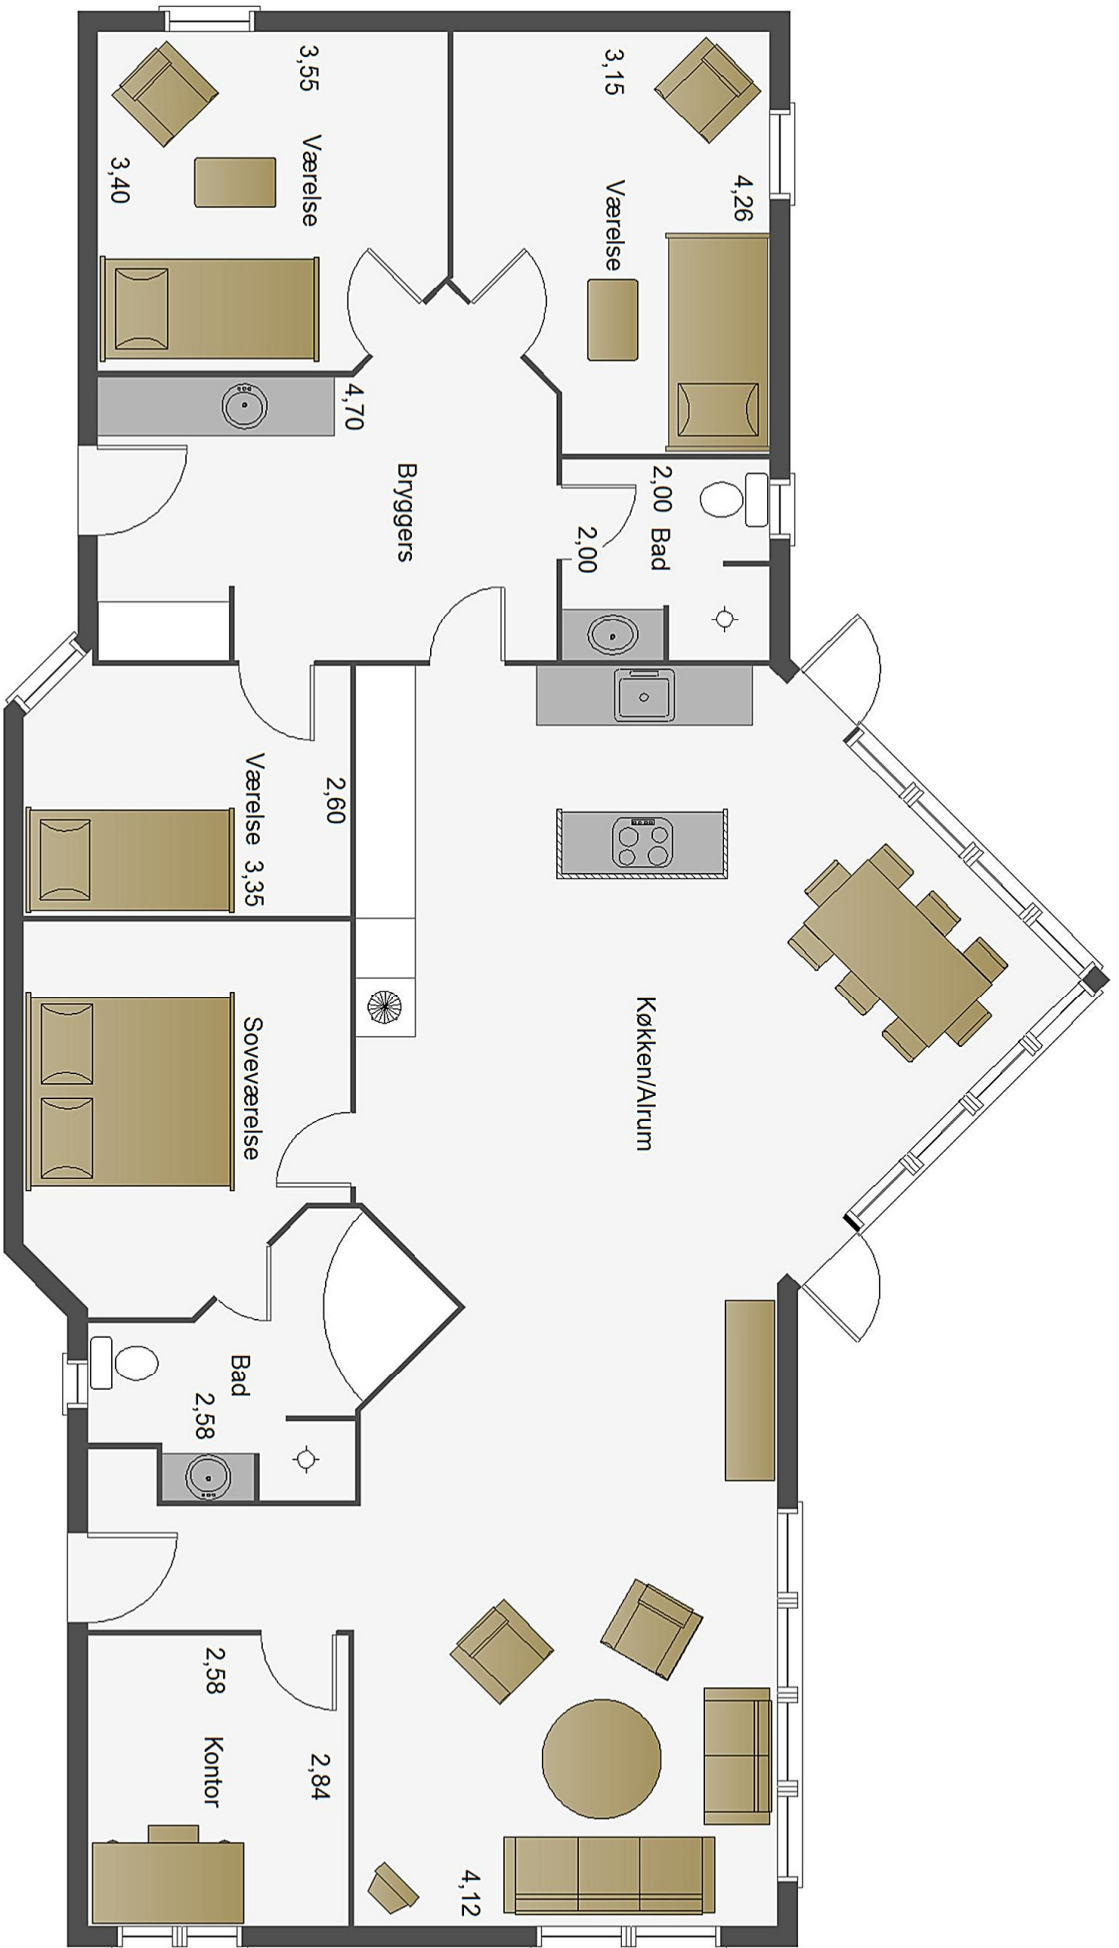 3,55
Værelse
3,40
3,15
Værelse
4,26
4,70
Bryggers
2,00 Bad
2,00
2,60
Værelse 3,35
Soveværelse
Køkken/Alrum
Bad
2,58
2,58
Kontor
2,84
4,12